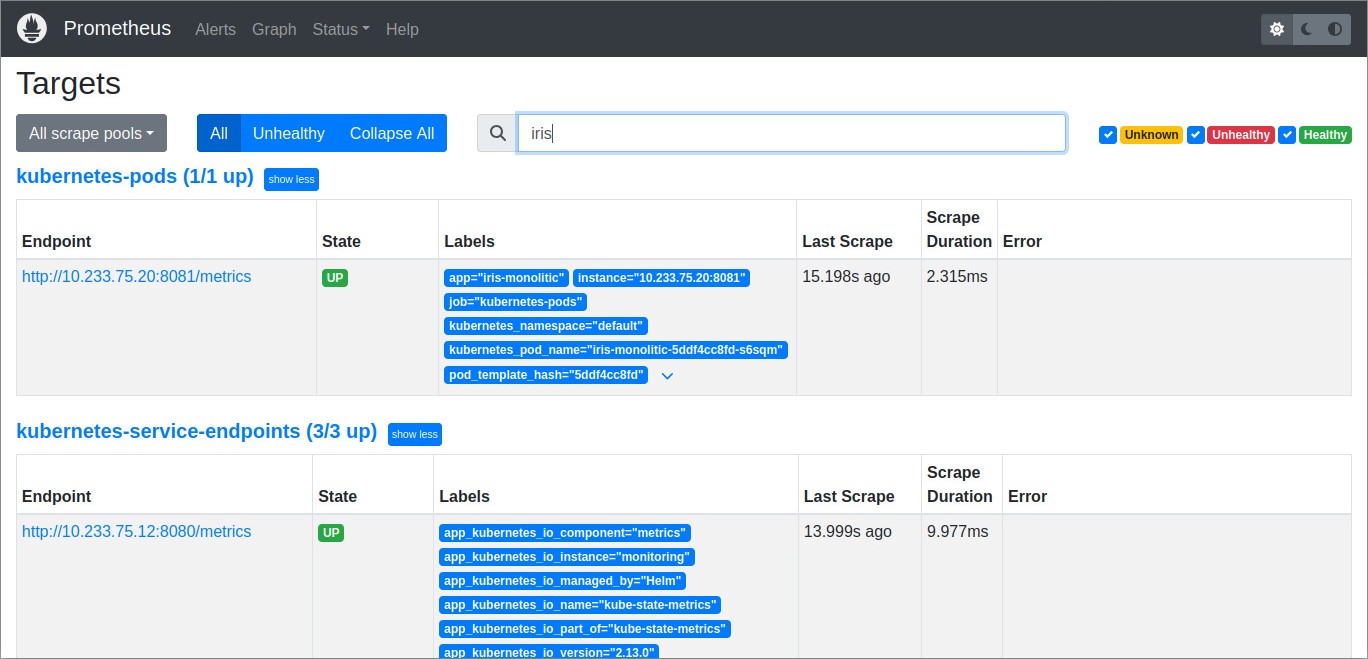 Prometheus Alerts Graph Status Help
Targets
All scrape pools All Unhealthy Collapse All iris Unknown Unhealthy Healthy
kubernetes-pods (1/1 up) show less
Scrape
Endpoint State Labels Last Scrape Duration Error
http://10.233.75.20:8081/metrics UP app="iris-monolitic" instance="10.233.75.20:8081" 15.198s ago 2.315ms
job="kubernetes-pods"
kubernetes_namespace="default"
kubernetes_pod_name="iris-monolitic-5ddf4cc8fd-s6sqm"
pod_template_hash="5ddf4cc8fd"
kubernetes-service-endpoints (3/3 up) show less
Scrape
Endpoint State Labels Last Scrape Duration Error
http://10.233.75.12:8080/metrics UP app_kubernetes_io_component="metrics" 13.999s ago 9.977ms
app_kubernetes_io_instance="monitoring"
app_kubernetes_io_managed_by="Helm"
app_kubernetes_io_name="kube-state-metrics"
app_kubernetes_io_part_of="kube-state-metrics"
app_kubernetes_io_version="2.13.0"